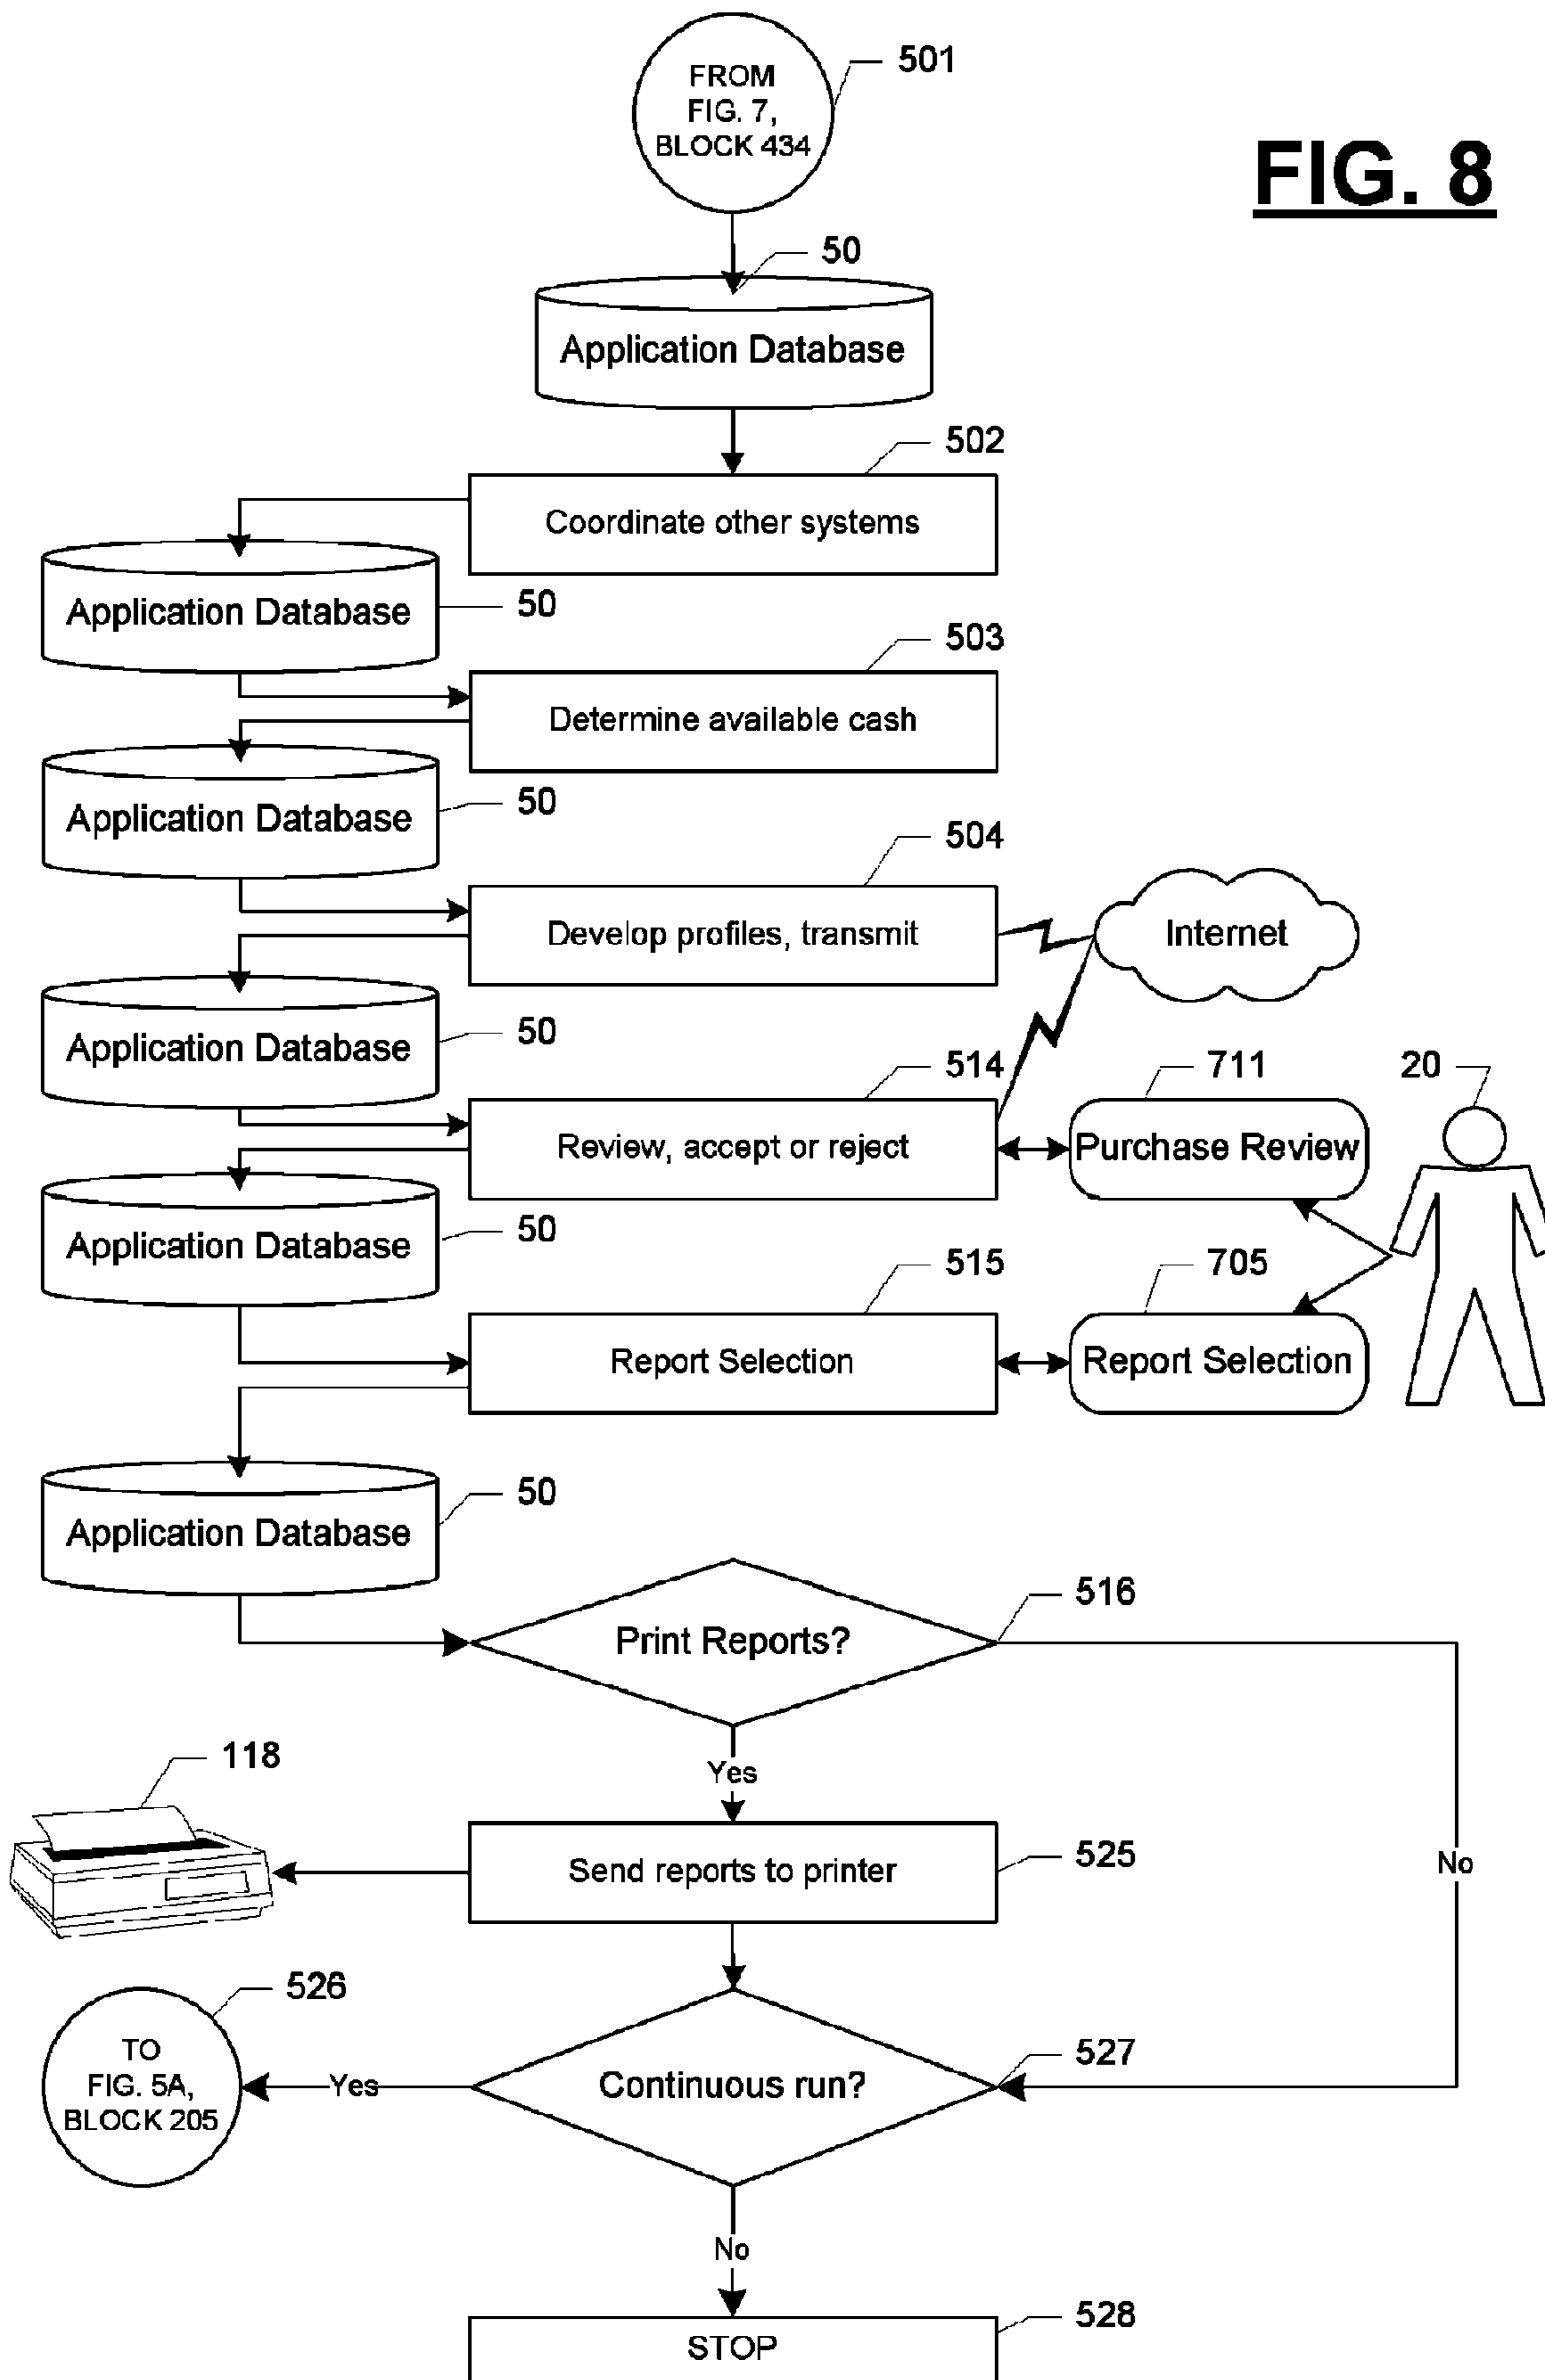 FROM
FIG. 7,
BLOCK 434
501
FIG. 8
50
Application Database
502
Coordinate other systems
Application Database
50
503
Determine available cash
Application Database
50
504
Develop profiles, transmit
Internet
Application Database
50
514
711
20
Review, accept or reject
Purchase Review
Application Database
50
515
705
Report Selection
Report Selection
Application Database
50
516
Print Reports?
118
Yes
Send reports to printer
525
No
526
TO
FIG. 5A,
BLOCK 205
Yes
Continuous run?
527
No
528
STOP